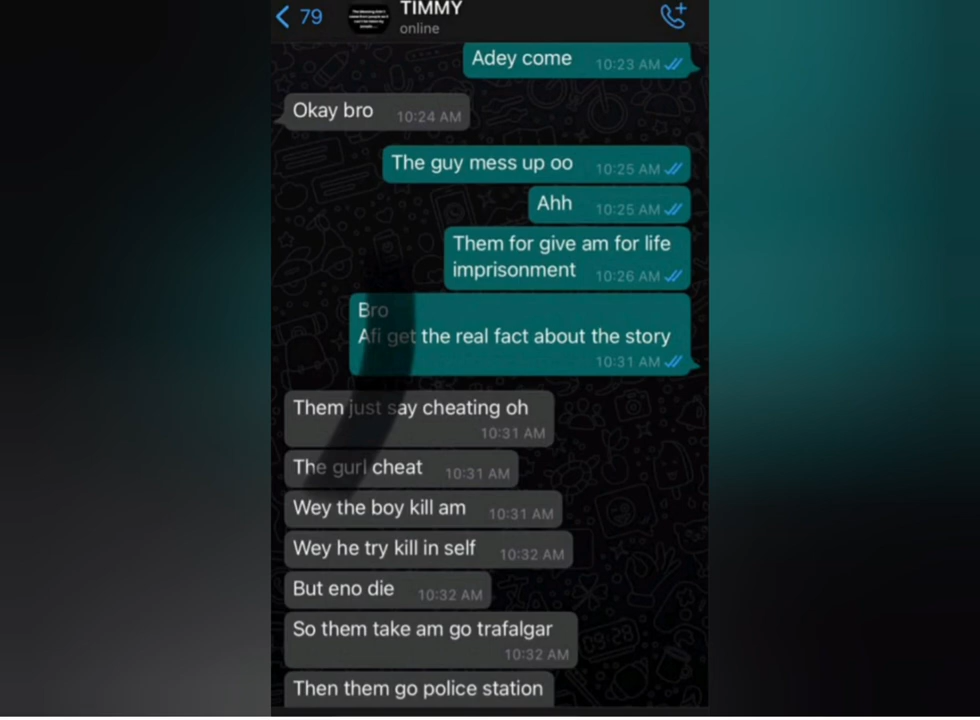 79
TIMMY
online
Adey come 10:23 AM
Okay bro 10:24 AM
The guy mess up oo 10:25 AM
Ahh 10:25 AM
Them for give am for life
imprisonment 10:26 AM
Bro
Afi get the real fact about the story
10:31 AM
Them just say cheating oh
10:31 AM
The gurl cheat 10:31 AM
Wey the boy kill am 10:31 AM
Wey he try kill in self 10:32 AM
But eno die 10:32 AM
So them take am go trafalgar
10:32 AM
Then them go police station